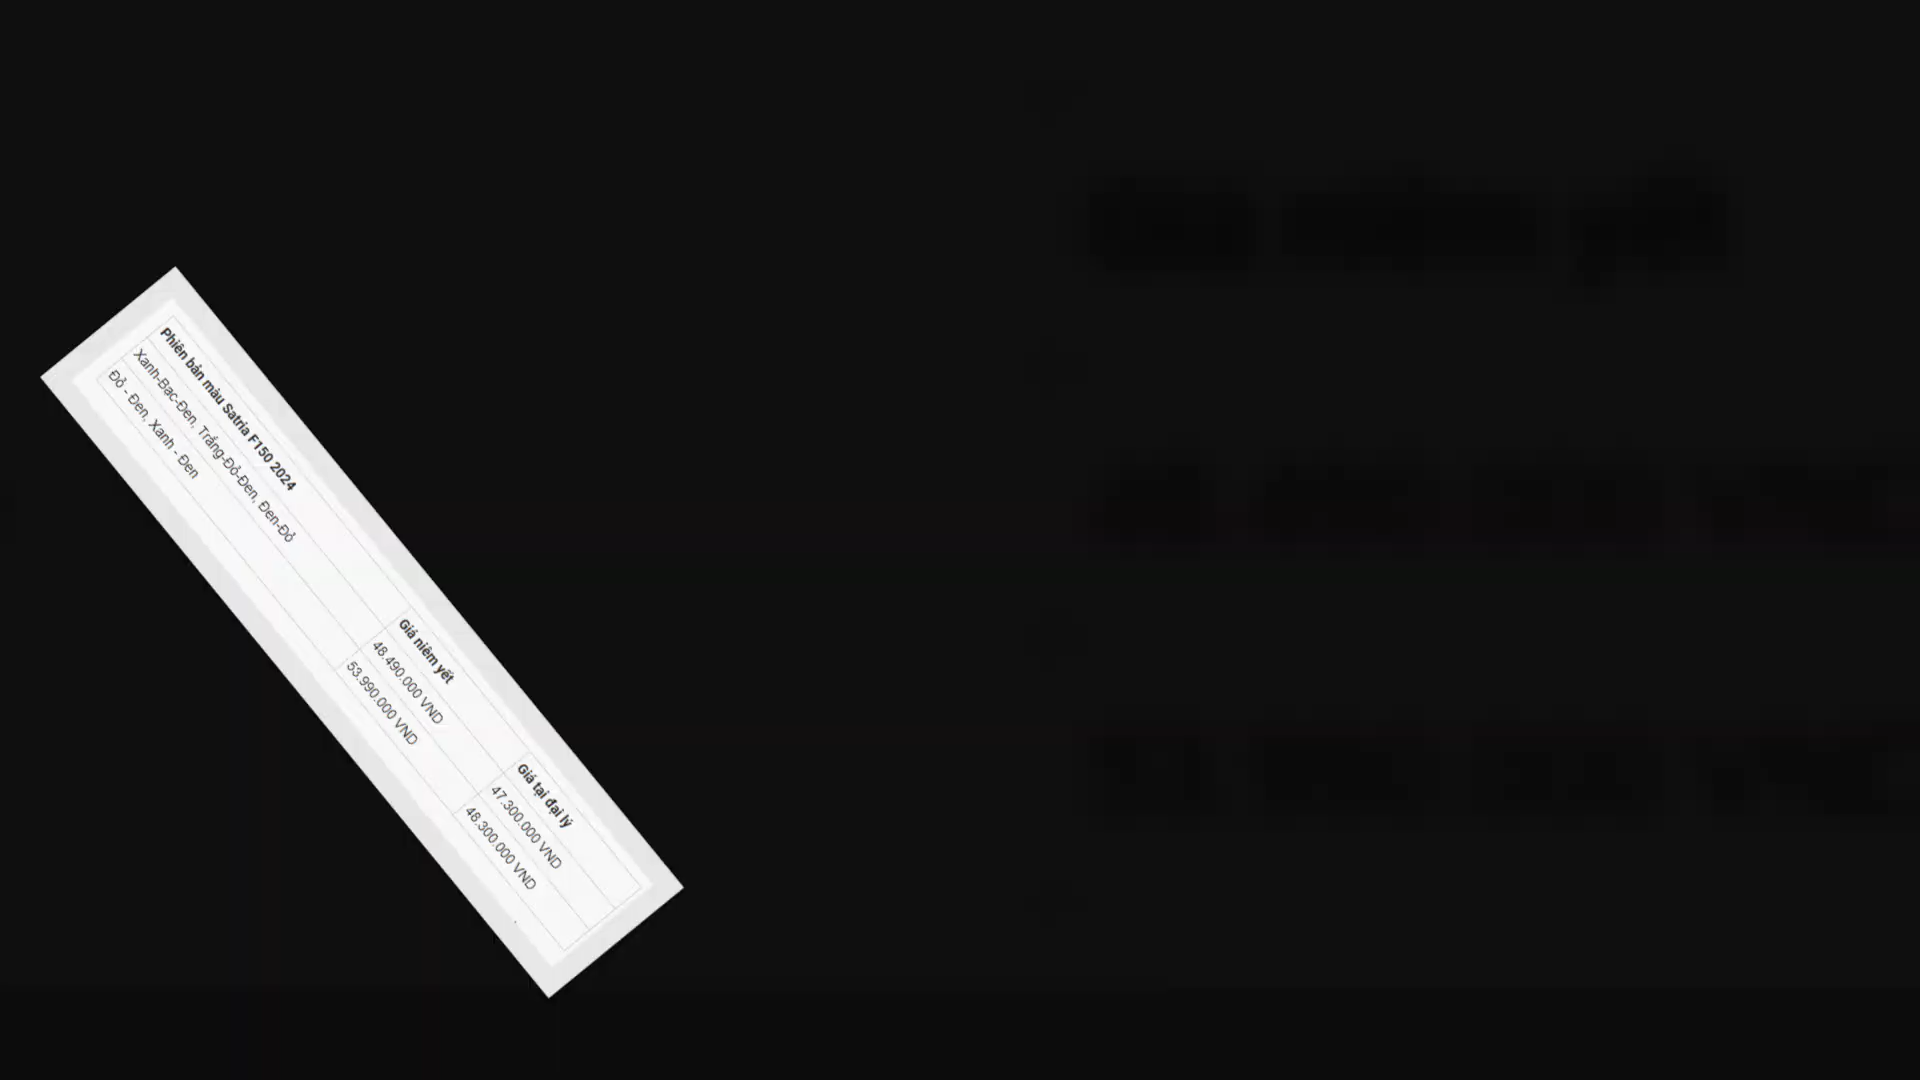 Phiên bản màu Satria F150 2024 Giá niêm yết Giá tại đại lý
Xanh-Bạc-Đen, Trắng-Đỏ-Đen, Đen-Đỏ 48.490.000 VND 47.300.000 VND
Đỏ - Đen, Xanh - Đen 53.990.000 VND 48.300.000 VND